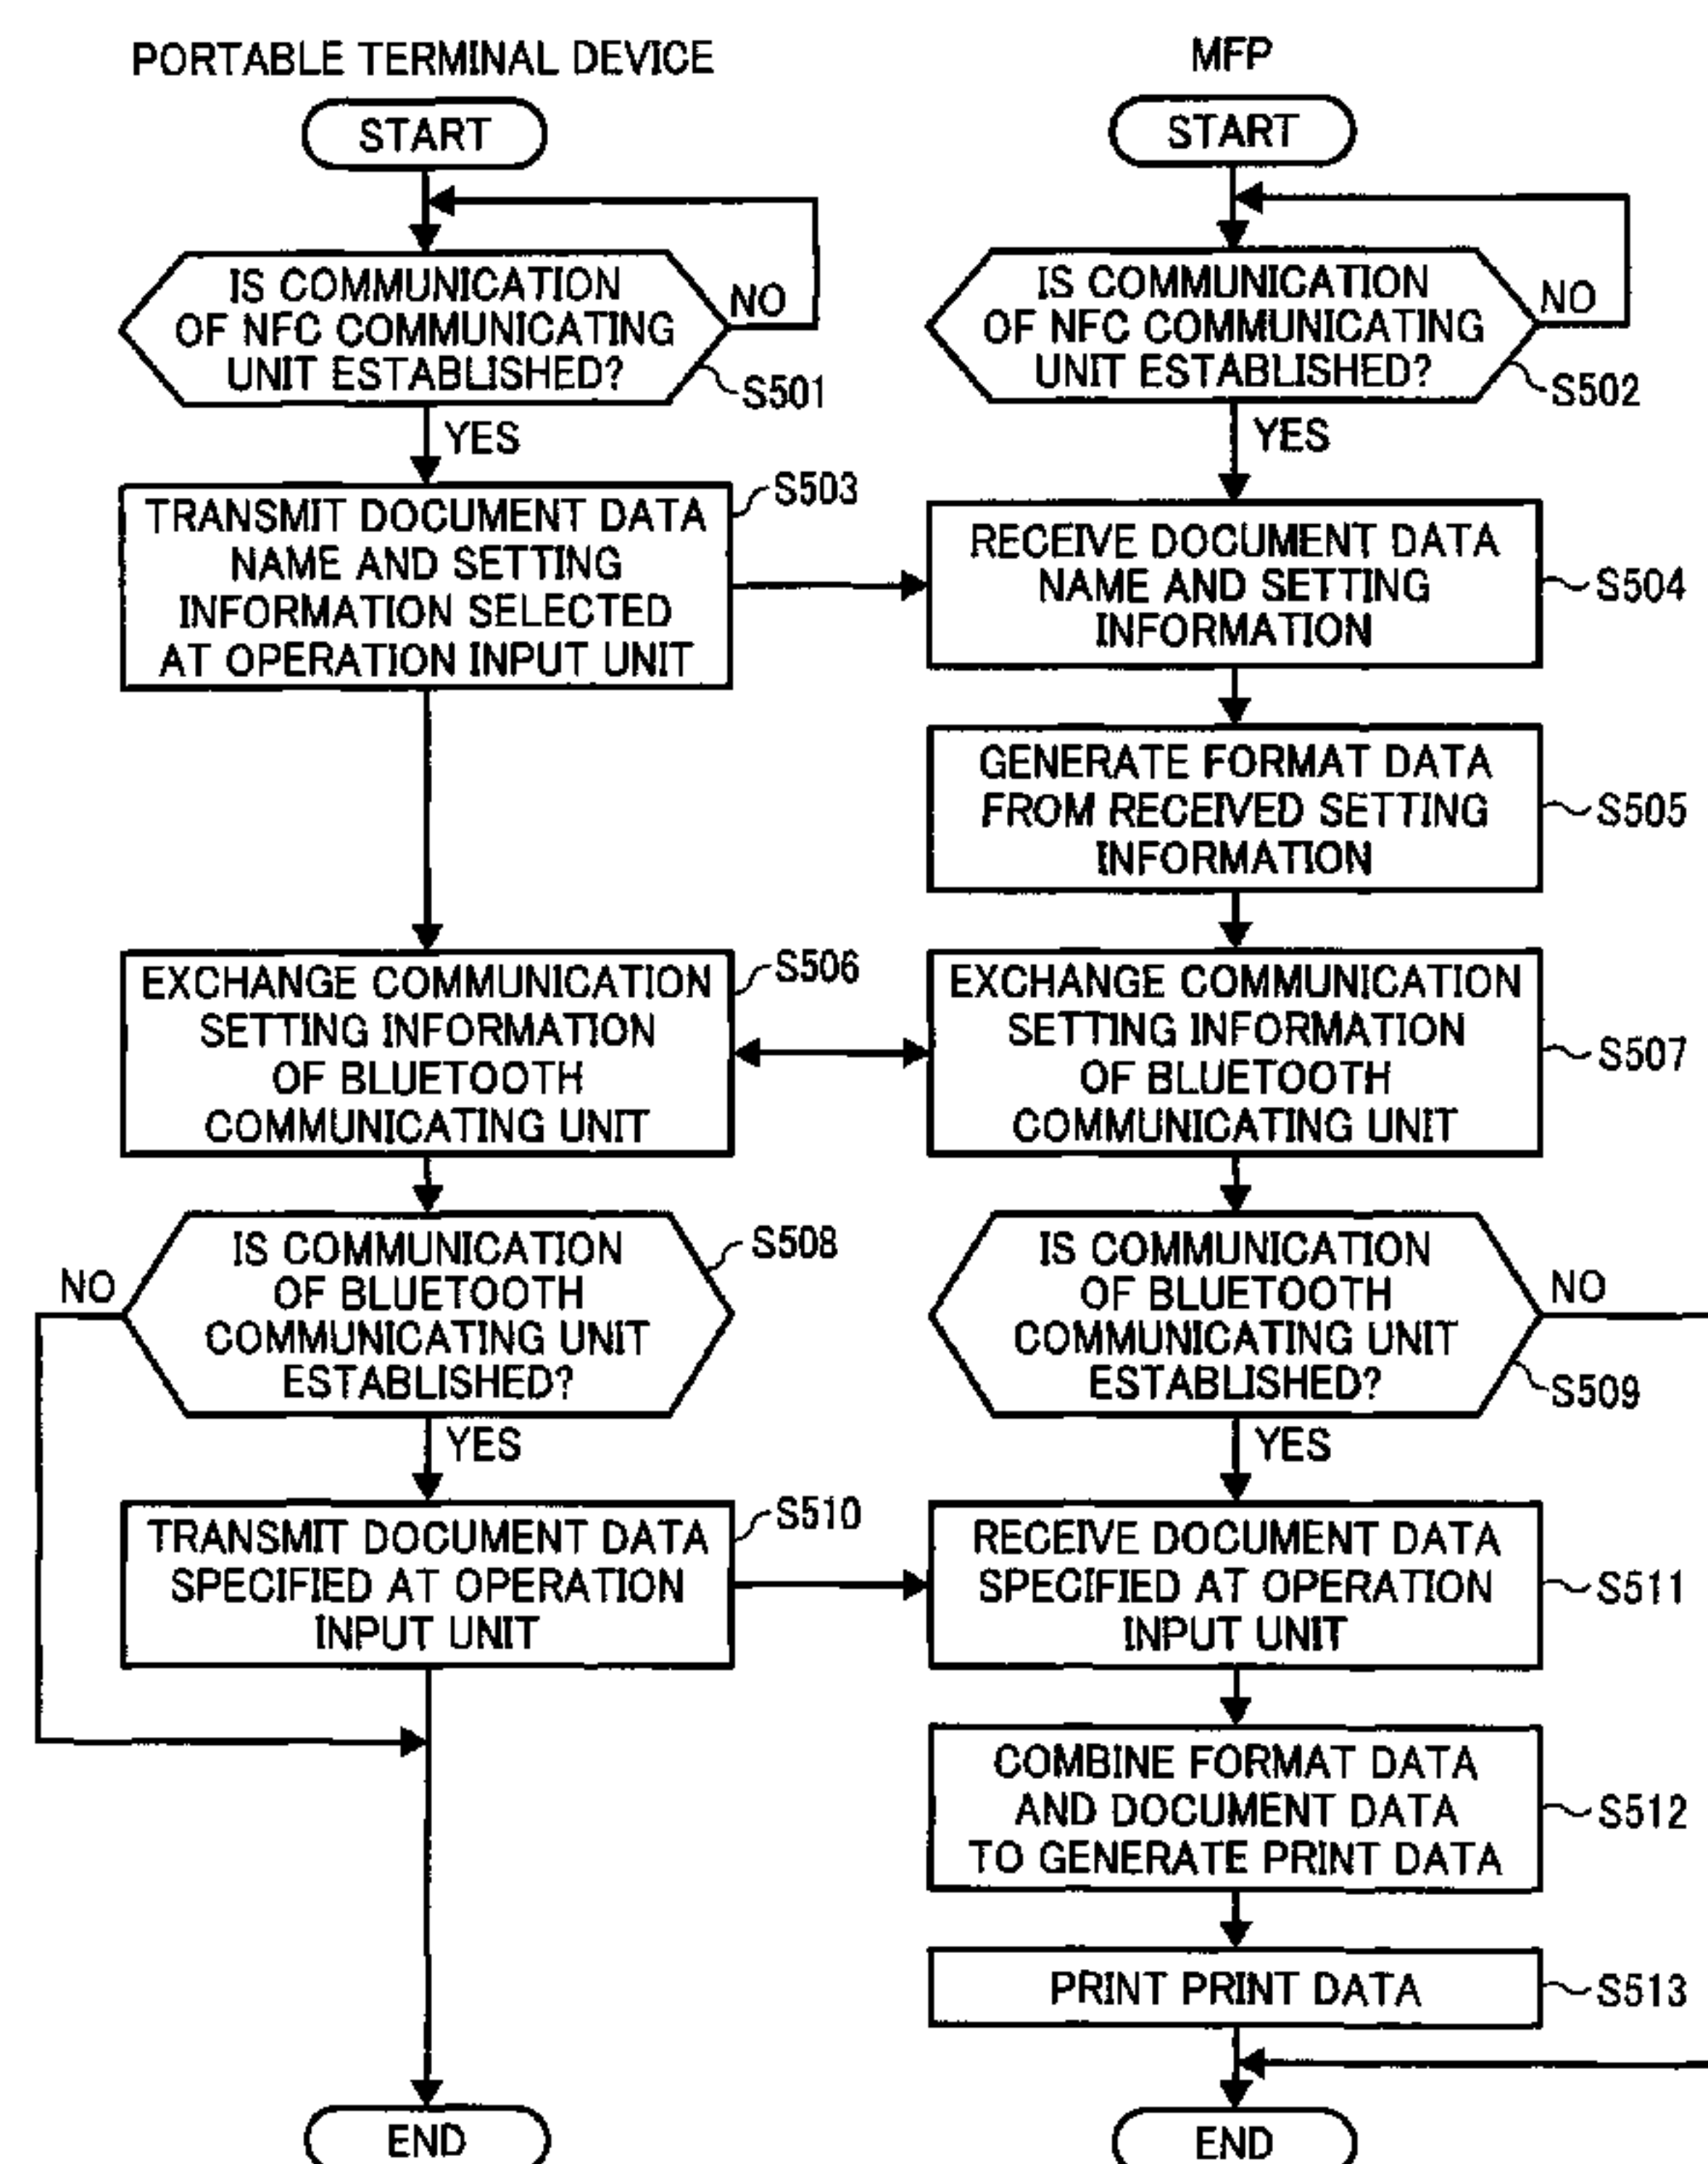 PORTABLE TERMINAL DEVICE
START
IS COMMUNICATION
OF NFC COMMUNICATING
UNIT ESTABLISHED?
NO
S501
YES
TRANSMIT DOCUMENT DATA
NAME AND SETTING
INFORMATION SELECTED
AT OPERATION INPUT UNIT
S503
EXCHANGE COMMUNICATION
SETTING INFORMATION
OF BLUETOOTH
COMMUNICATING UNIT
S506
IS COMMUNICATION
OF BLUETOOTH
COMMUNICATING UNIT
ESTABLISHED?
S508
NO
YES
TRANSMIT DOCUMENT DATA
SPECIFIED AT OPERATION
INPUT UNIT
S510
END
MFP
START
IS COMMUNICATION
OF NFC COMMUNICATING
UNIT ESTABLISHED?
NO
S502
YES
RECEIVE DOCUMENT DATA
NAME AND SETTING
INFORMATION
S504
GENERATE FORMAT DATA
FROM RECEIVED SETTING
INFORMATION
S505
EXCHANGE COMMUNICATION
SETTING INFORMATION
OF BLUETOOTH
COMMUNICATING UNIT
S507
IS COMMUNICATION
OF BLUETOOTH
COMMUNICATING UNIT
ESTABLISHED?
NO
S509
YES
RECEIVE DOCUMENT DATA
SPECIFIED AT OPERATION
INPUT UNIT
S511
COMBINE FORMAT DATA
AND DOCUMENT DATA
TO GENERATE PRINT DATA
S512
PRINT PRINT DATA
S513
END